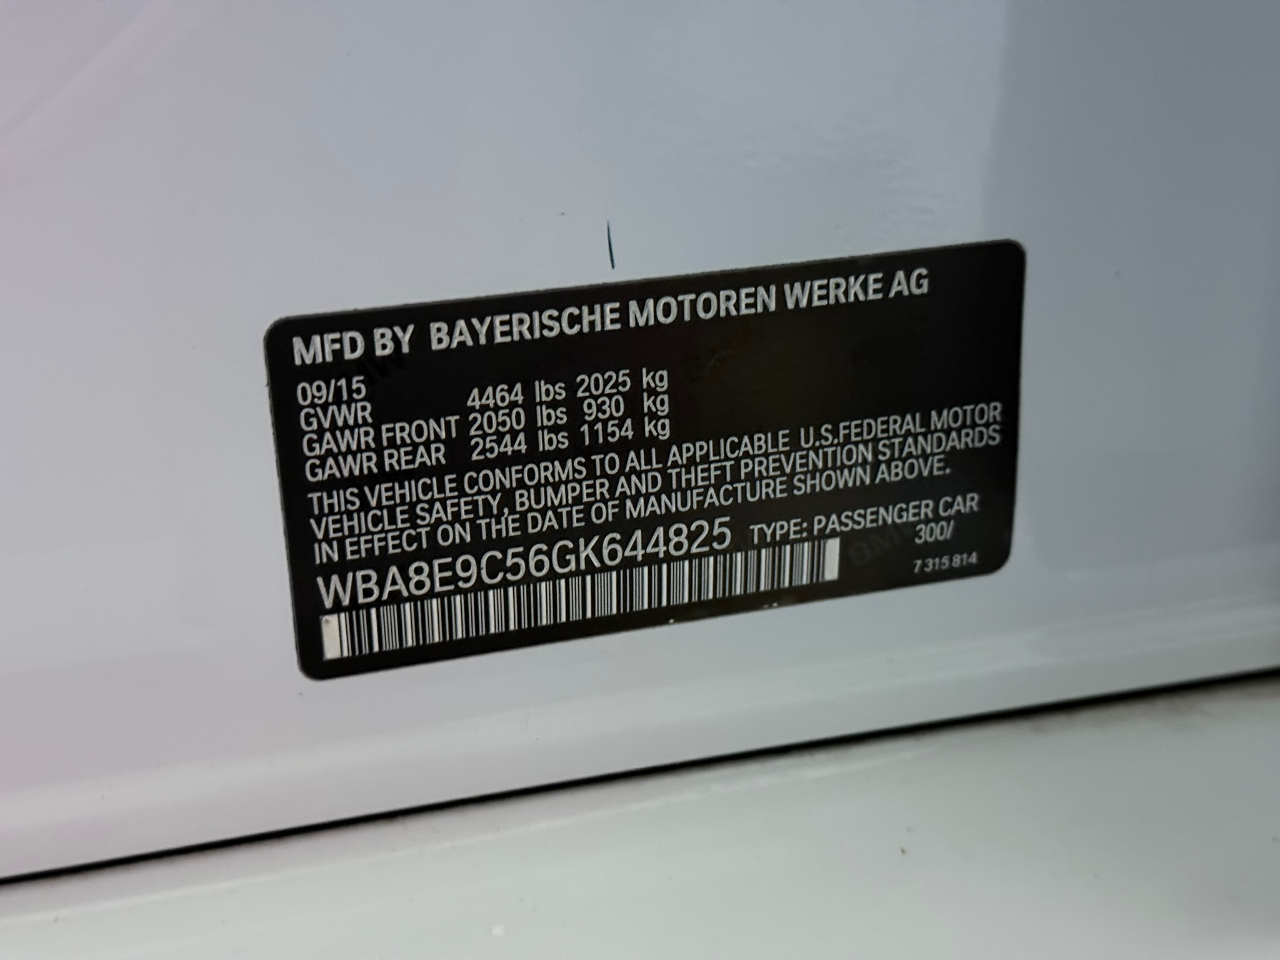 MFD BY BAYERISCHE MOTOREN WERKE AG
09/15
GVWR 4464 lbs 2025 kg
GAWR FRONT 2050 lbs 930 kg
GAWR REAR 2544 lbs 1154 kg
THIS VEHICLE CONFORMS TO ALL APPLICABLE U.S.FEDERAL MOTOR
VEHICLE SAFETY, BUMPER AND THEFT PREVENTION STANDARDS
IN EFFECT ON THE DATE OF MANUFACTURE SHOWN ABOVE.
WBA8E9C56GK644825 TYPE: PASSENGER CAR
300/
7 315 814